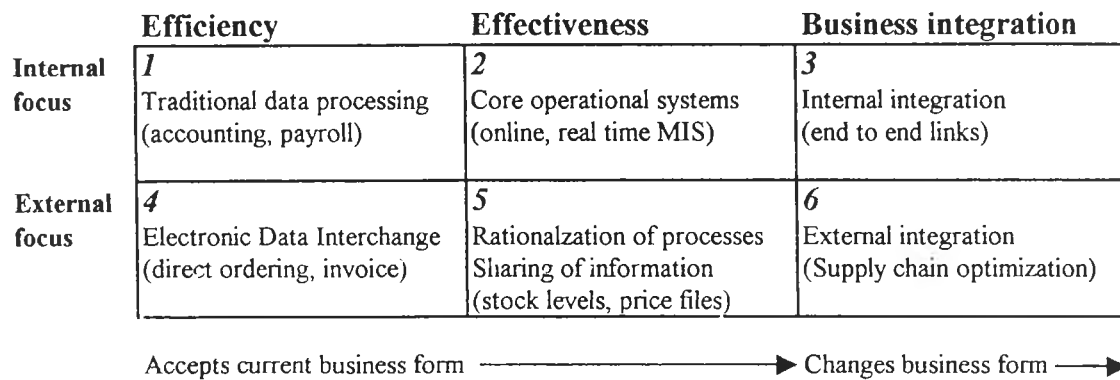 Efficiency Effectiveness Business integration
Internal focus
1
Traditional data processing
(accounting, payroll)
2
Core operational systems
(online, real time MIS)
3
Internal integration
(end to end links)
External focus
4
Electronic Data Interchange
(direct ordering, invoice)
5
Rationalzation of processes
Sharing of information
(stock levels, price files)
6
External integration
(Supply chain optimization)
Accepts current business form Changes business form